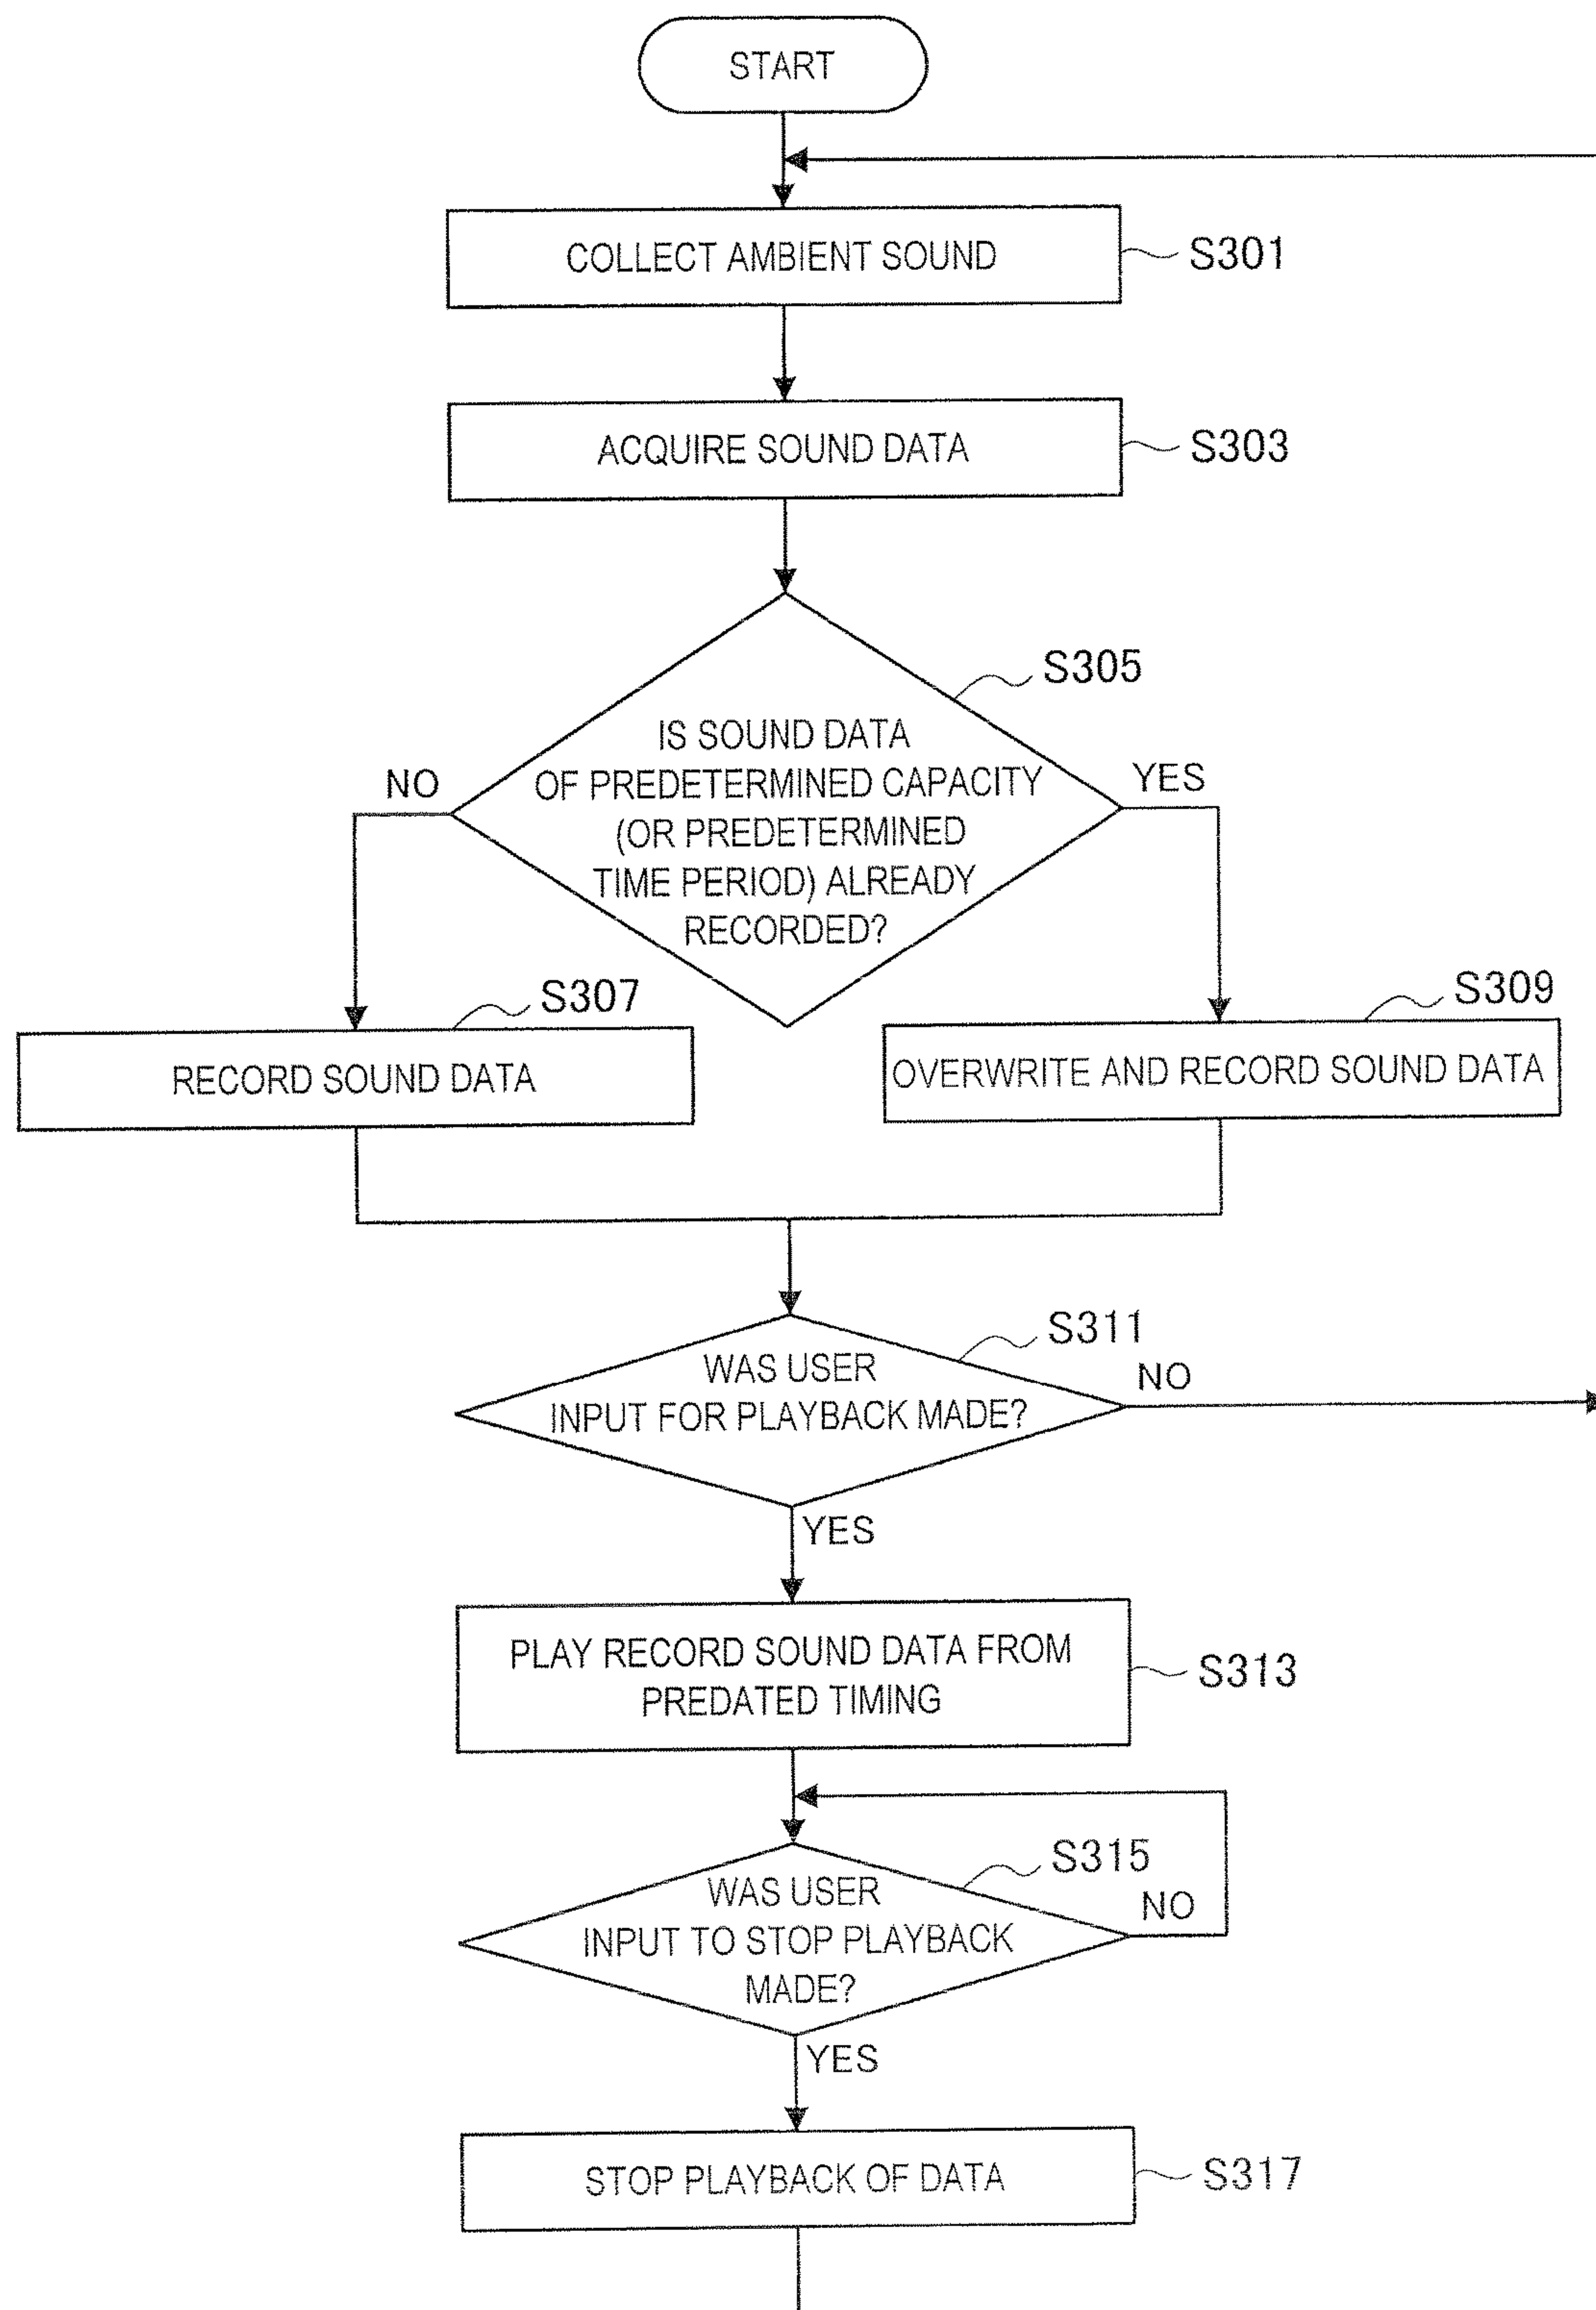 START
COLLECT AMBIENT SOUND
S301
ACQUIRE SOUND DATA
S303
S305
IS SOUND DATA
OF PREDETERMINED CAPACITY
(OR PREDETERMINED
TIME PERIOD) ALREADY
RECORDED?
NO
YES
S307
RECORD SOUND DATA
S309
OVERWRITE AND RECORD SOUND DATA
S311
WAS USER
INPUT FOR PLAYBACK MADE?
NO
YES
PLAY RECORD SOUND DATA FROM
PREDATED TIMING
S313
S315
WAS USER
INPUT TO STOP PLAYBACK
MADE?
NO
YES
STOP PLAYBACK OF DATA
S317